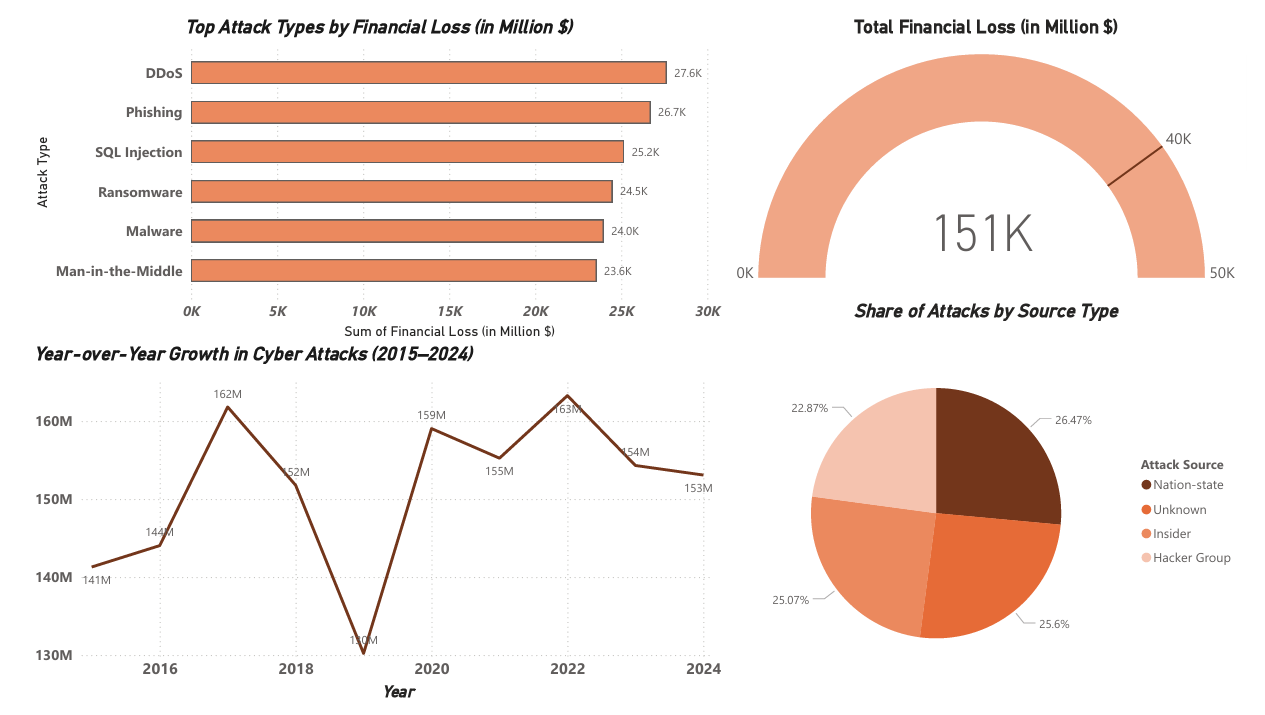 Top Attack Types by Financial Loss (in Million $)
Attack Type
DDoS 27.6K
Phishing 26.7K
SQL Injection 25.2K
Ransomware 24.5K
Malware 24.0K
Man-in-the-Middle 23.6K
0K 5K 10K 15K 20K 25K 30K
Sum of Financial Loss (in Million $)
Total Financial Loss (in Million $)
40K
151K
0K 50K
Year-over-Year Growth in Cyber Attacks (2015–2024)
160M
150M
140M
130M
141M
144M
162M
152M
130M
159M
155M
163M
154M
153M
2016 2018 2020 2022 2024
Year
Share of Attacks by Source Type
22.87%
26.47%
25.07%
25.6%
Attack Source
Nation-state
Unknown
Insider
Hacker Group